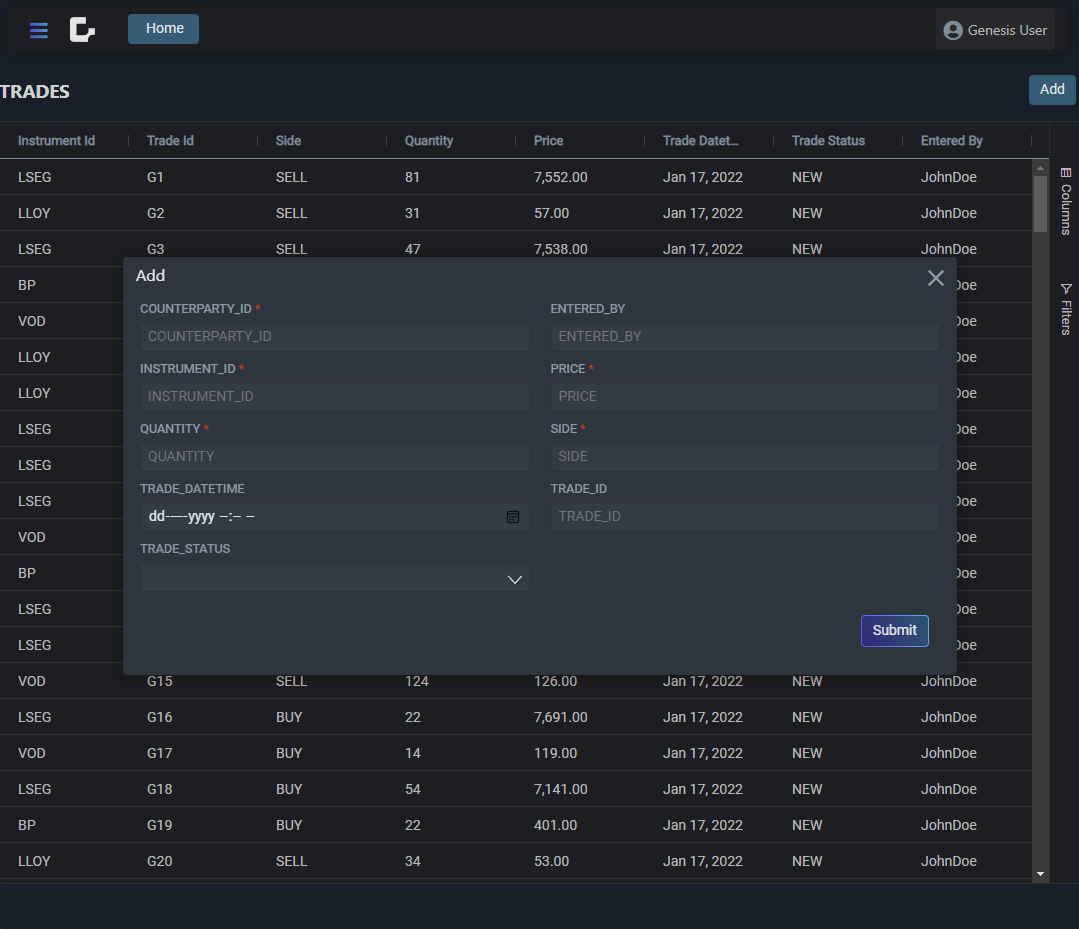 Home
Genesis User
TRADES
Add
Instrument Id Trade Id Side Quantity Price Trade Datet... Trade Status Entered By
LSEG G1 SELL 81 7,552.00 Jan 17, 2022 NEW JohnDoe
LLOY G2 SELL 31 57.00 Jan 17, 2022 NEW JohnDoe
LSEG G3 SELL 47 7,538.00 Jan 17, 2022 NEW JohnDoe
BP Doe
VOD Doe
LLOY Doe
LLOY Doe
LSEG Doe
LSEG Doe
LSEG Doe
VOD Doe
BP Doe
LSEG Doe
LSEG Doe
VOD G15 SELL 124 126.00 Jan 17, 2022 NEW JohnDoe
LSEG G16 BUY 22 7,691.00 Jan 17, 2022 NEW JohnDoe
VOD G17 BUY 14 119.00 Jan 17, 2022 NEW JohnDoe
LSEG G18 BUY 54 7,141.00 Jan 17, 2022 NEW JohnDoe
BP G19 BUY 22 401.00 Jan 17, 2022 NEW JohnDoe
LLOY G20 SELL 34 53.00 Jan 17, 2022 NEW JohnDoe
Columns
Filters
Add
COUNTERPARTY_ID * ENTERED_BY
COUNTERPARTY_ID ENTERED_BY
INSTRUMENT_ID * PRICE *
INSTRUMENT_ID PRICE
QUANTITY * SIDE *
QUANTITY SIDE
TRADE_DATETIME TRADE_ID
dd-----yyyy --:-- -- TRADE_ID
TRADE_STATUS
Submit